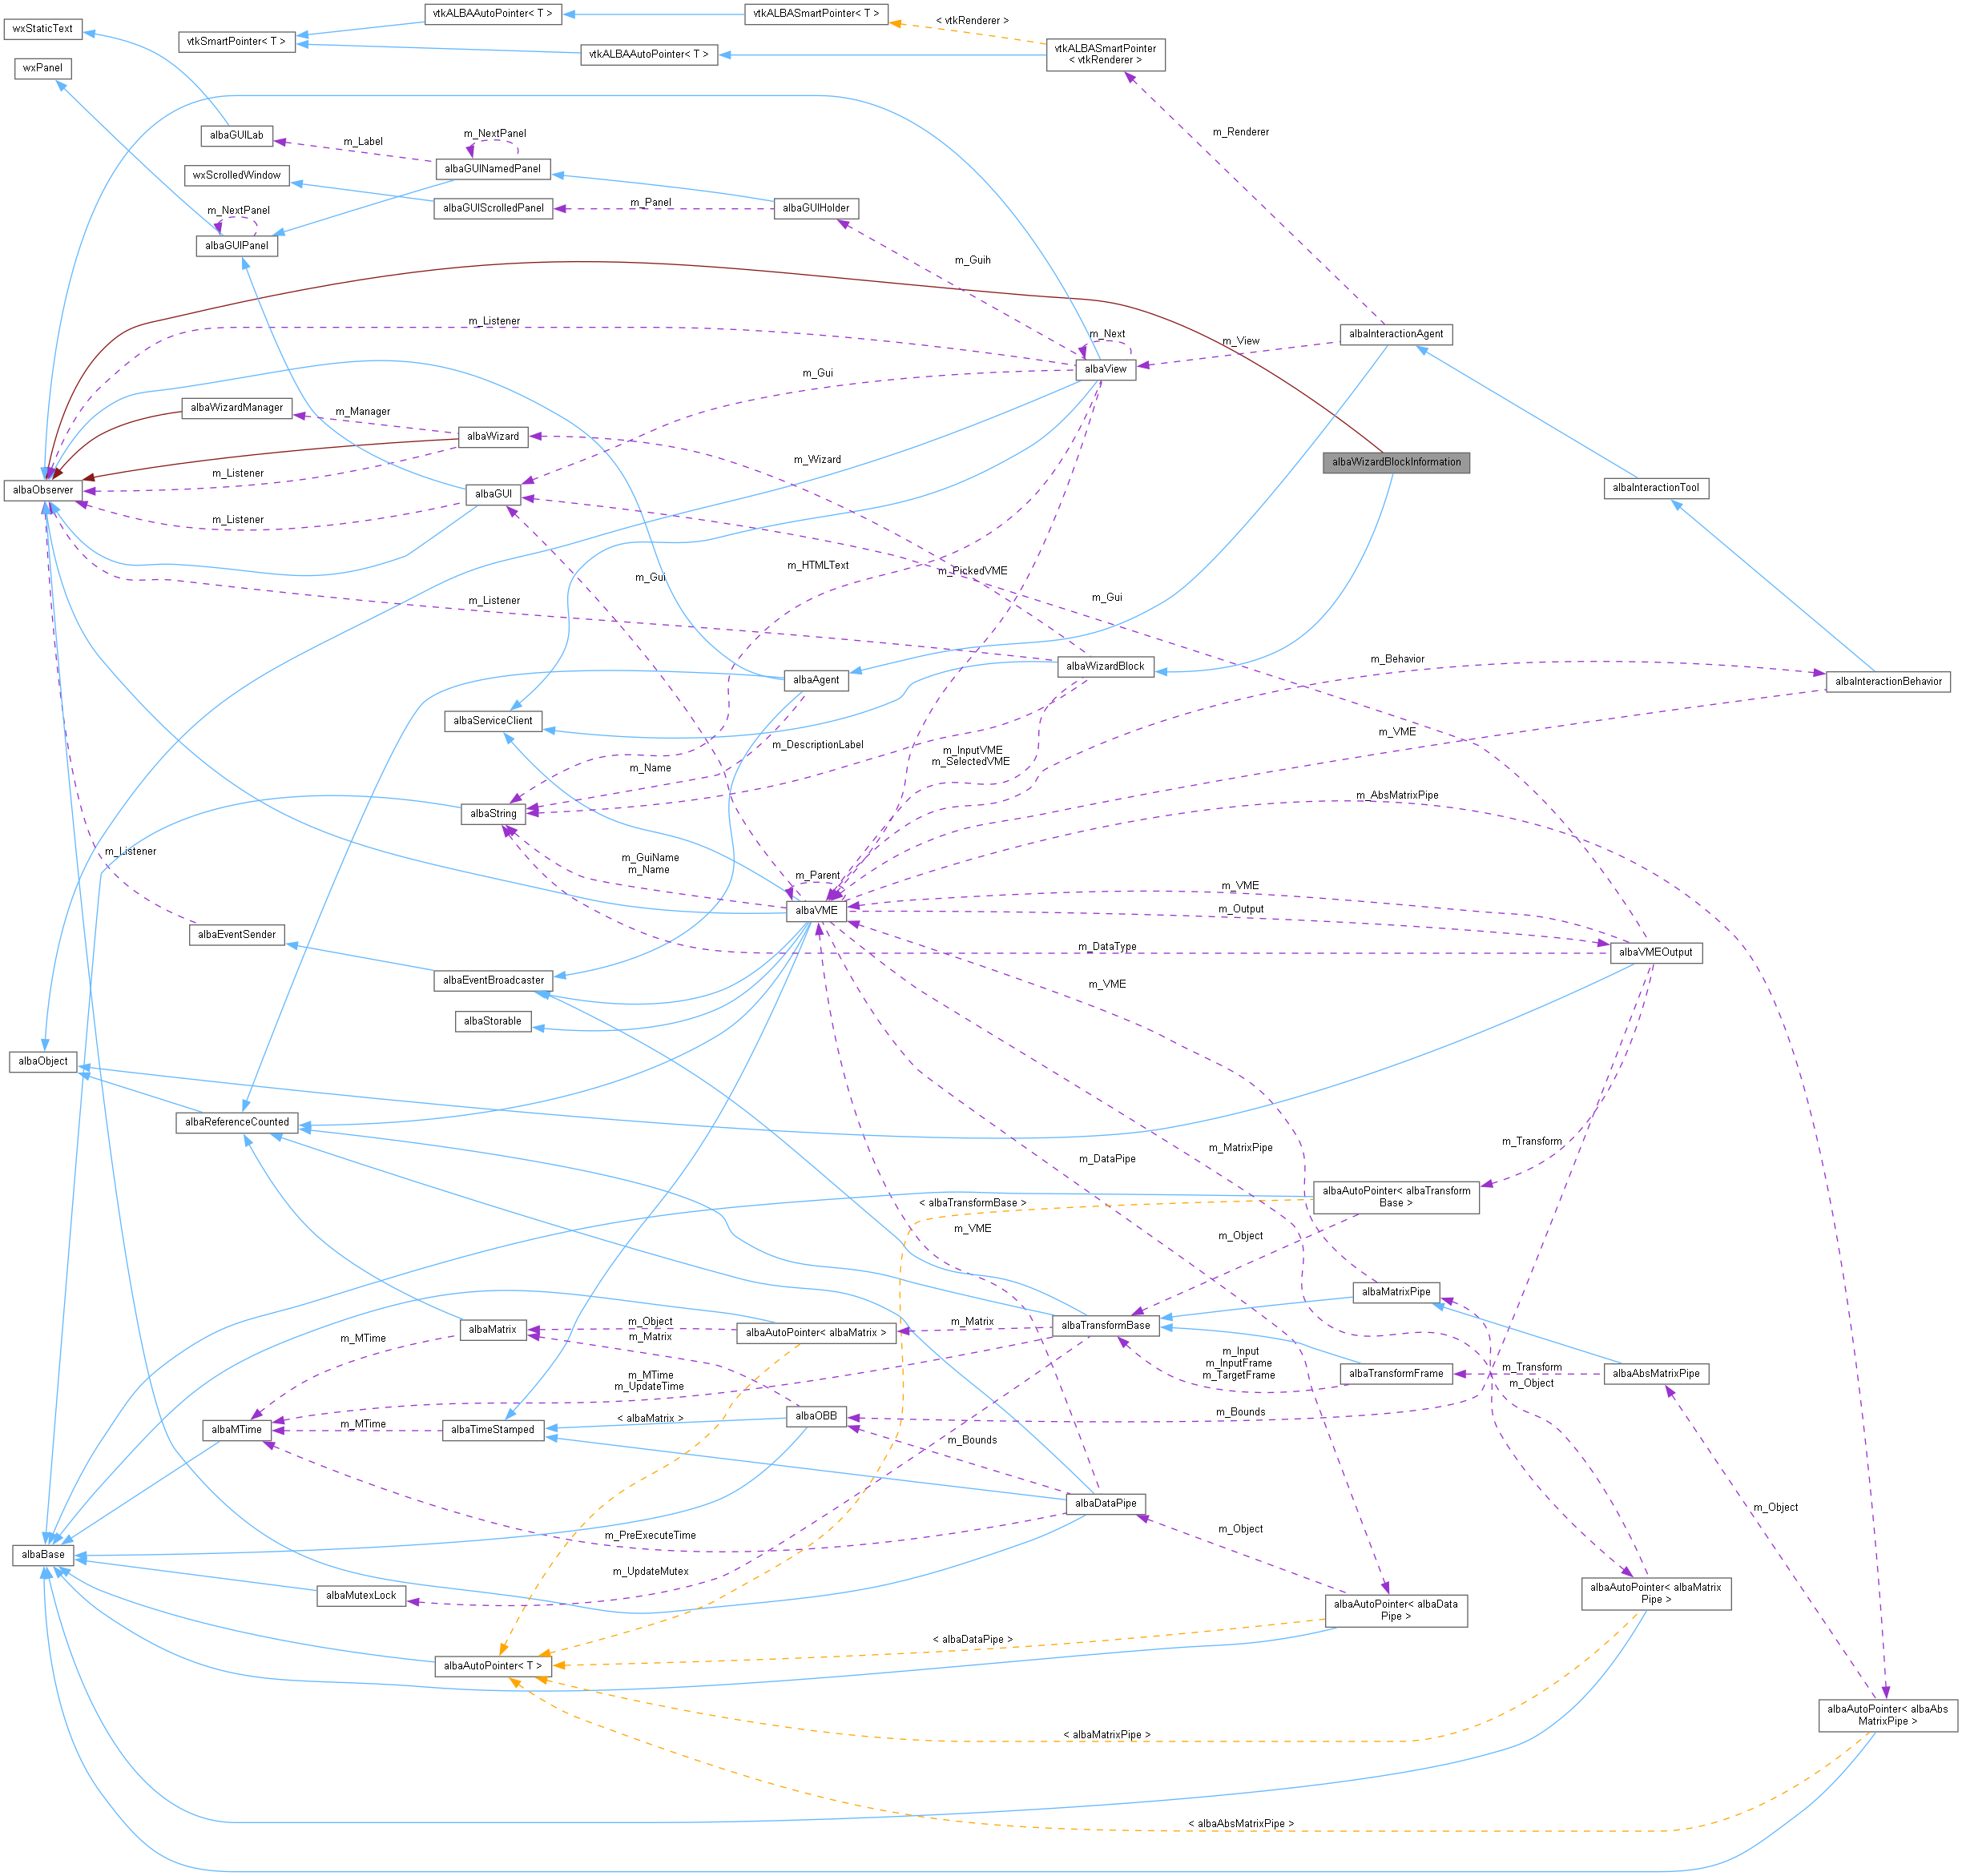 vtkALBAAutoPointer< T >
vtkALBASmartPointer< T >
< vtkRenderer >
wxStaticText
vtkSmartPointer< T >
vtkALBAAutoPointer< T >
vtkALBASmartPointer
< vtkRenderer >
wxPanel
albaGUILab
m_Label
m_NextPanel
m_Renderer
albaGUINamedPanel
wxScrolledWindow
m_NextPanel
albaGUIScrolledPanel
m_Panel
albaGUIHolder
albaGUIPanel
m_Guih
m_Listener
m_Next
m_View
albaInteractionAgent
m_Gui
albaView
albaWizardManager
m_Manager
albaWizard
m_Wizard
albaWizardBlockInformation
m_Listener
albaObserver
albaGUI
albaInteractionTool
m_Listener
m_HTMLText
m_PickedVME
m_Gui
m_Gui
m_Listener
albaWizardBlock
m_Behavior
albaAgent
albaInteractionBehavior
albaServiceClient
m_VME
m_DescriptionLabel
m_InputVME
m_SelectedVME
m_Name
m_AbsMatrixPipe
albaString
m_Listener
m_GuiName
m_Name
m_Parent
m_VME
albaVME
m_Output
albaEventSender
m_DataType
albaVMEOutput
albaEventBroadcaster
m_VME
albaStorable
albaObject
albaReferenceCounted
m_Transform
m_MatrixPipe
m_DataPipe
albaAutoPointer< albaTransform
Base >
< albaTransformBase >
m_VME
m_Object
albaMatrixPipe
m_Object
m_Matrix
albaMatrix
albaAutoPointer< albaMatrix >
albaTransformBase
m_MTime
m_Matrix
m_Input
m_InputFrame
m_TargetFrame
m_Transform
m_MTime
m_UpdateTime
albaTransformFrame
albaAbsMatrixPipe
m_Object
m_Bounds
< albaMatrix >
albaOBB
m_MTime
albaMTime
albaTimeStamped
m_Bounds
albaDataPipe
m_Object
m_Object
m_PreExecuteTime
albaBase
m_UpdateMutex
albaMutexLock
albaAutoPointer< albaMatrix
Pipe >
albaAutoPointer< albaData
Pipe >
< albaDataPipe >
albaAutoPointer< T >
albaAutoPointer< albaAbs
MatrixPipe >
< albaMatrixPipe >
< albaAbsMatrixPipe >